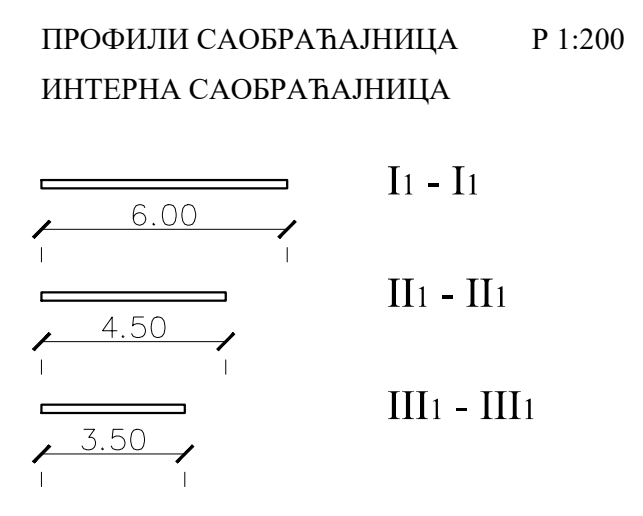 ПРОФИЛИ САОБРАЋАЈНИЦА Р 1:200
ИНТЕРНА САОБРАЋАЈНИЦА
I1 - I1
6.00
II1 - II1
4.50
III1 - III1
3.50